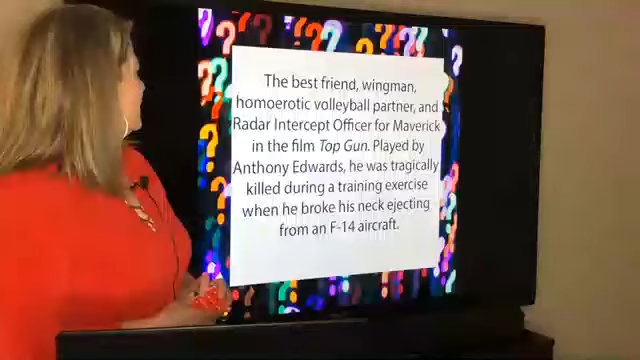 The best friend, wingman,
homoerotic volleyball partner, and
Radar Intercept Officer for Maverick
in the film Top Gun. Played by
Anthony Edwards, he was tragically
killed during a training exercise
when he broke his neck ejecting
from an F-14 aircraft.